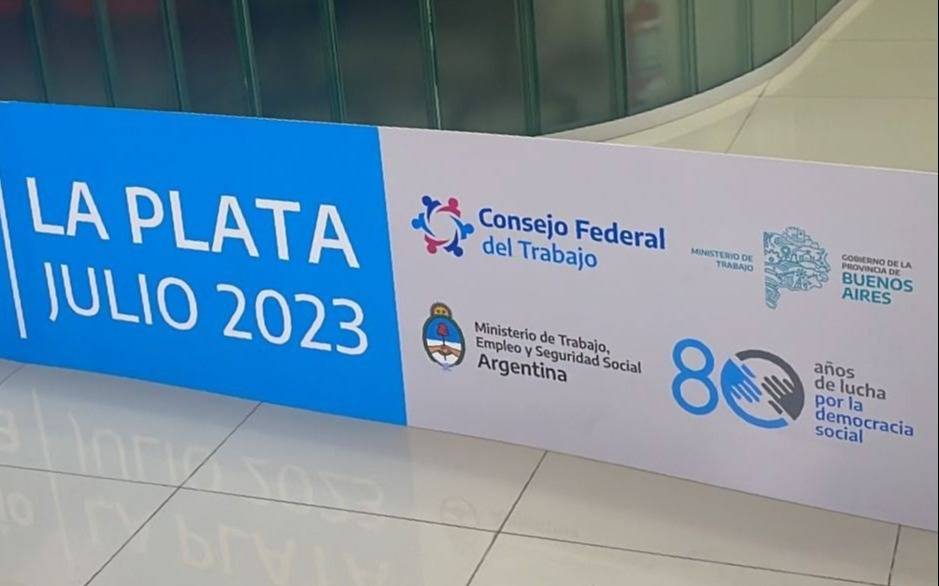 LA PLATA
JULIO 2023
Consejo Federal
del Trabajo
MINISTERIO DE
TRABAJO
GOBIERNO DE LA
PROVINCIA DE
BUENOS
AIRES
Ministerio de Trabajo,
Empleo y Seguridad Social
Argentina
80
años
de lucha
por la
democracia
social